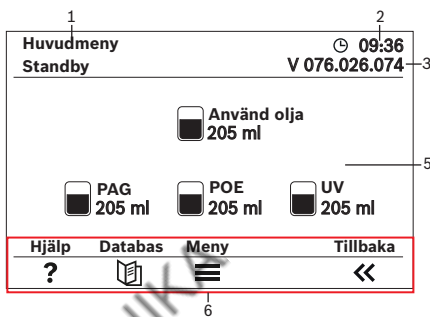 1 2
Huvudmeny 09:36
Standby V 076.026.074 3
Använd olja
205 ml
5
PAG POE UV
205 ml 205 ml 205 ml
Hjälp Databas Meny Tillbaka
?
6